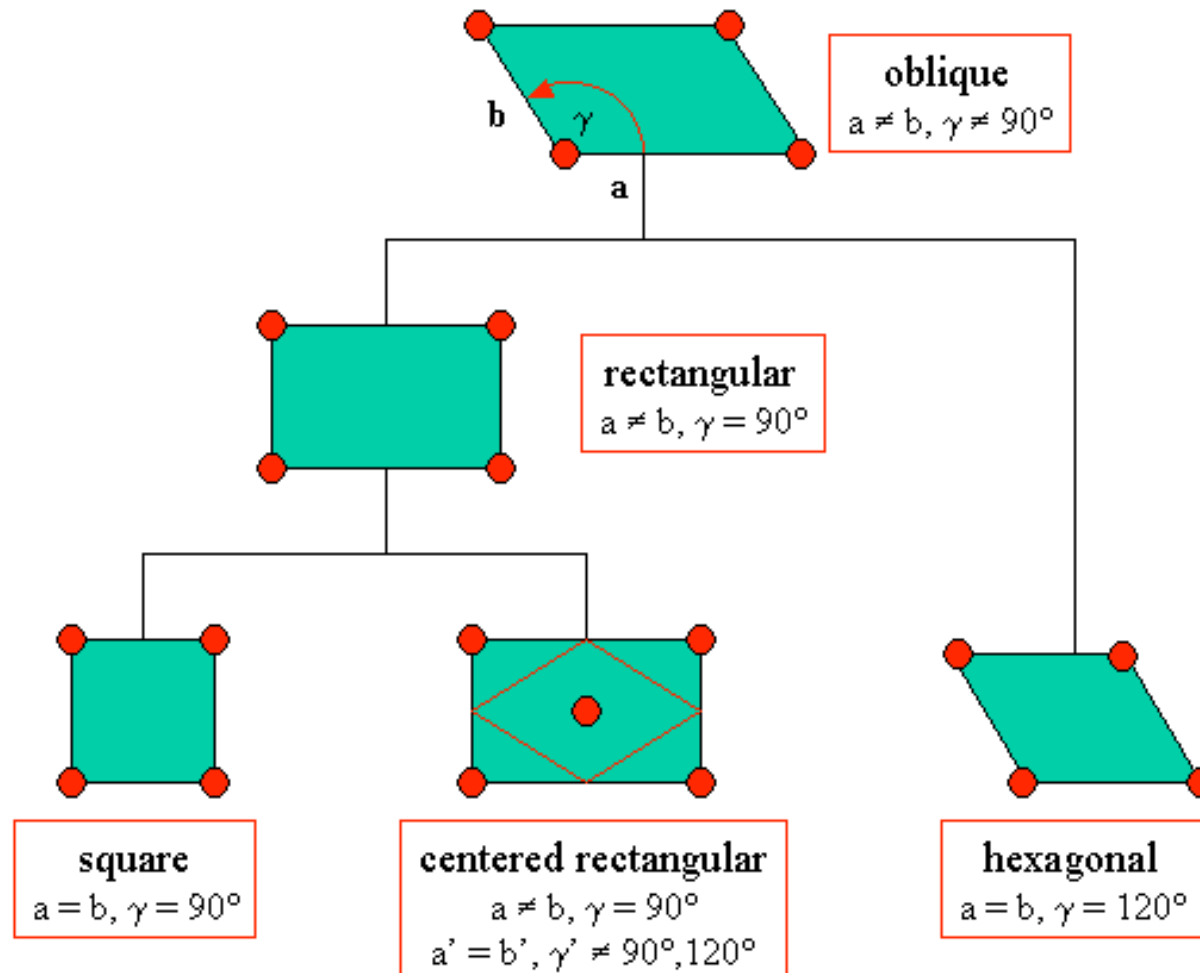 oblique
a ≠ b, γ ≠ 90°
b
γ
a
rectangular
a ≠ b, γ = 90°
square
a = b, γ = 90°
centered rectangular
a ≠ b, γ = 90°
a' = b', γ' ≠ 90°,120°
hexagonal
a = b, γ = 120°